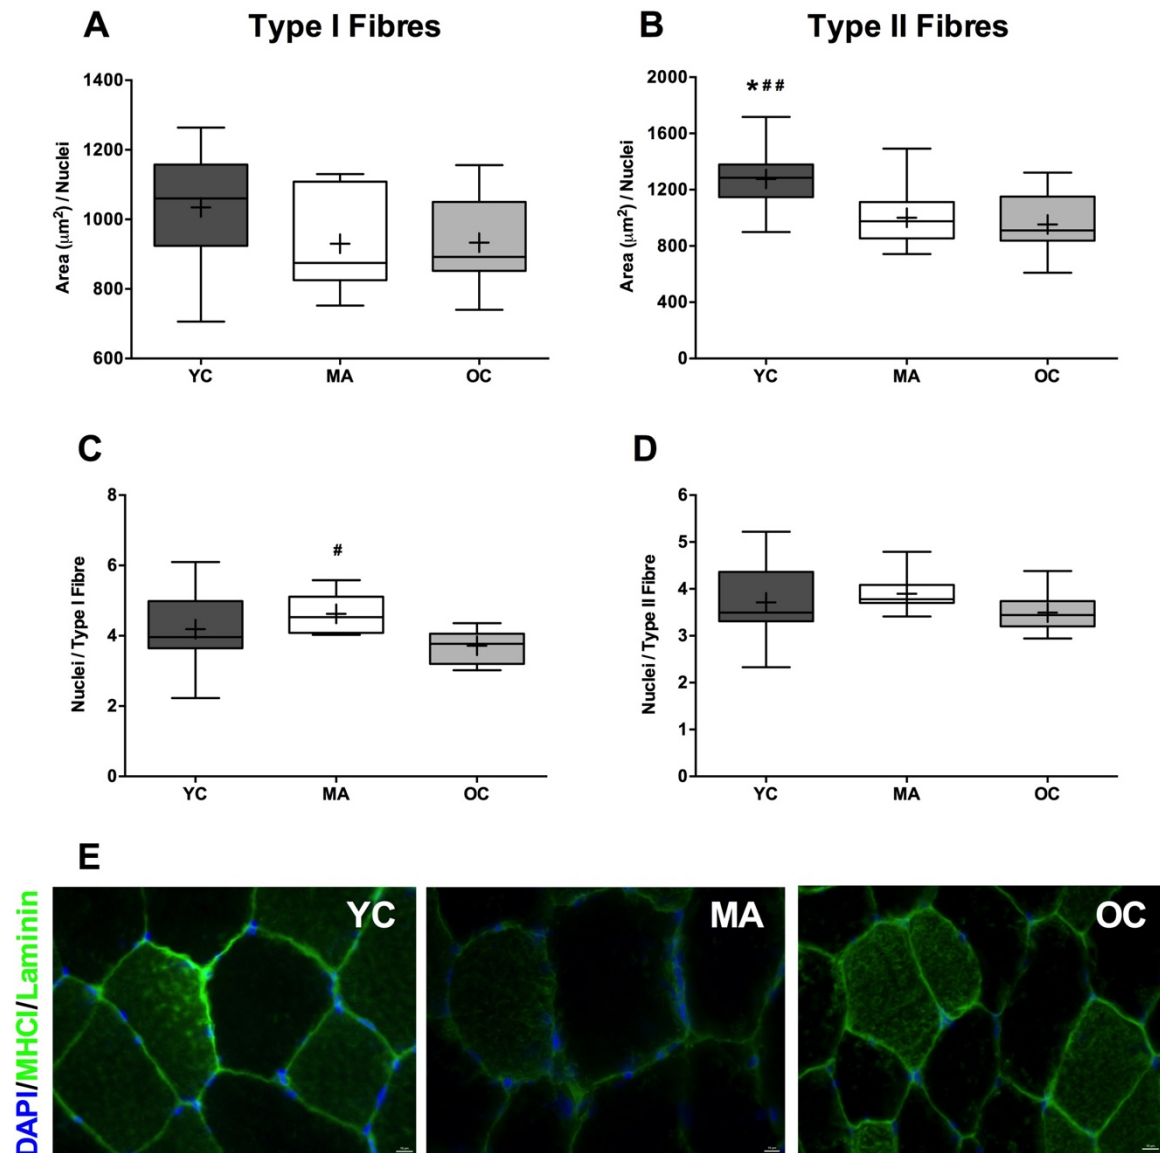 A
Type I Fibres
1400
1200
1000
800
600
Area (μm²) / Nuclei
YC
MA
OC
B
Type II Fibres
2000
1600
1200
800
400
0
Area (μm²) / Nuclei
*##
YC
MA
OC
C
8
6
4
2
0
Nuclei / Type I Fibre
#
YC
MA
OC
D
6
5
4
3
2
1
0
Nuclei / Type II Fibre
YC
MA
OC
E
DAPI/MHCI/Laminin
YC
MA
OC